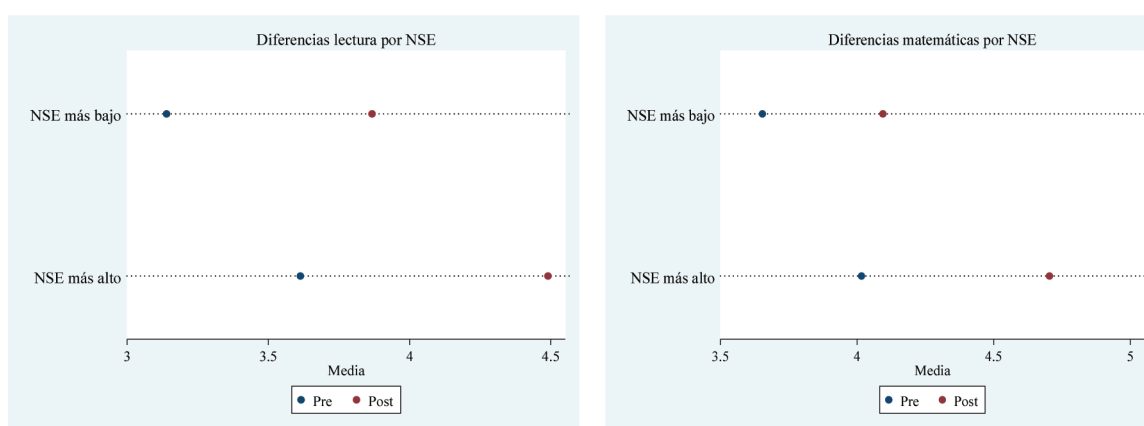 Diferencias lectura por NSE
NSE más bajo
NSE más alto
3 3.5 4 4.5
Media
Pre Post
Diferencias matemáticas por NSE
NSE más bajo
NSE más alto
3.5 4 4.5 5
Media
Pre Post